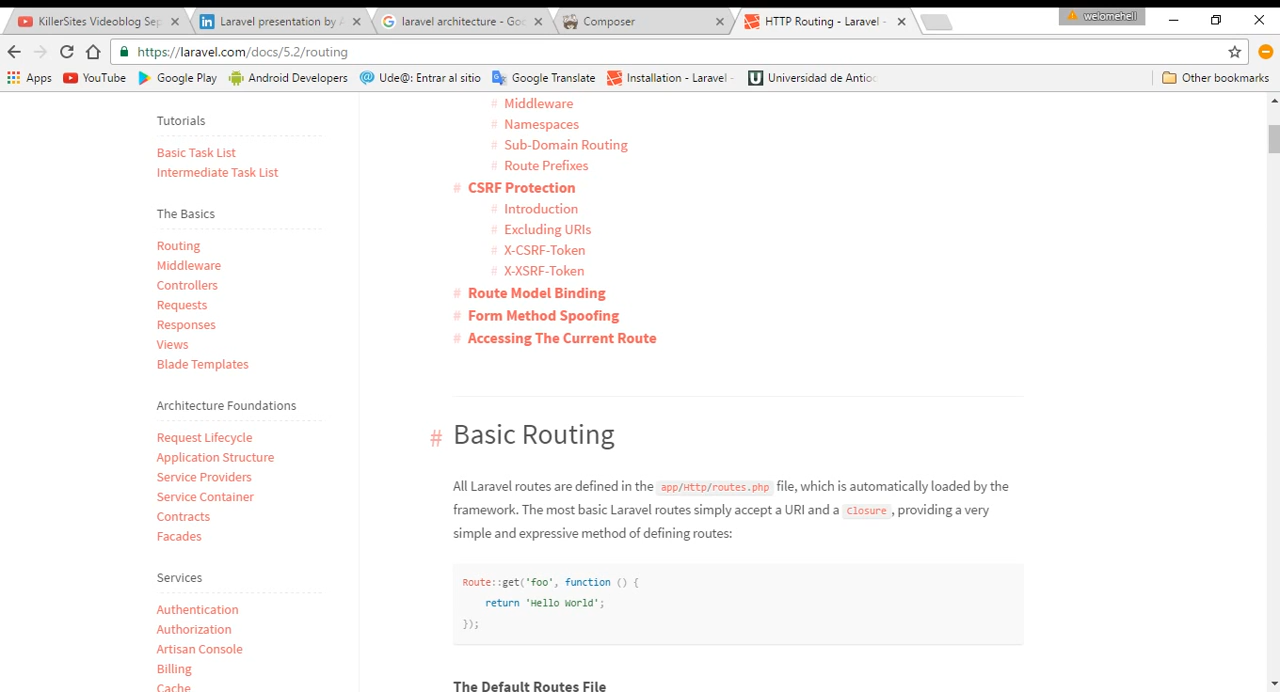 KillerSites Videoblog Sep
Laravel presentation by A
laravel architecture - Goo
Composer
HTTP Routing - Laravel -
welomehell
https://laravel.com/docs/5.2/routing
Apps
YouTube
Google Play
Android Developers
Ude@: Entrar al sitio
Google Translate
Installation - Laravel -
Universidad de Antioc
Other bookmarks
Tutorials
Basic Task List
Intermediate Task List
The Basics
Routing
Middleware
Controllers
Requests
Responses
Views
Blade Templates
Architecture Foundations
Request Lifecycle
Application Structure
Service Providers
Service Container
Contracts
Facades
Services
Authentication
Authorization
Artisan Console
Billing
Cache
# Middleware
# Namespaces
# Sub-Domain Routing
# Route Prefixes
# CSRF Protection
# Introduction
# Excluding URIs
# X-CSRF-Token
# X-XSRF-Token
# Route Model Binding
# Form Method Spoofing
# Accessing The Current Route
# Basic Routing
All Laravel routes are defined in the app/Http/routes.php file, which is automatically loaded by the
framework. The most basic Laravel routes simply accept a URI and a Closure, providing a very
simple and expressive method of defining routes:
Route::get('foo', function () {
    return 'Hello World';
});
The Default Routes File